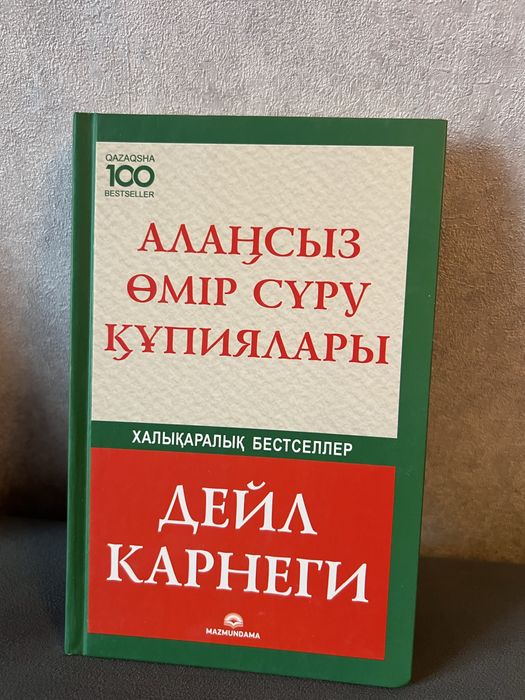 QAZAQSHA
100
BESTSELLER
АЛАҢСЫЗ
ӨМІР СҮРУ
ҚҰПИЯЛАРЫ
ХАЛЫҚАРАЛЫҚ БЕСТСЕЛЛЕР
ДЕЙЛ
КАРНЕГИ
MAZMUNDAMA